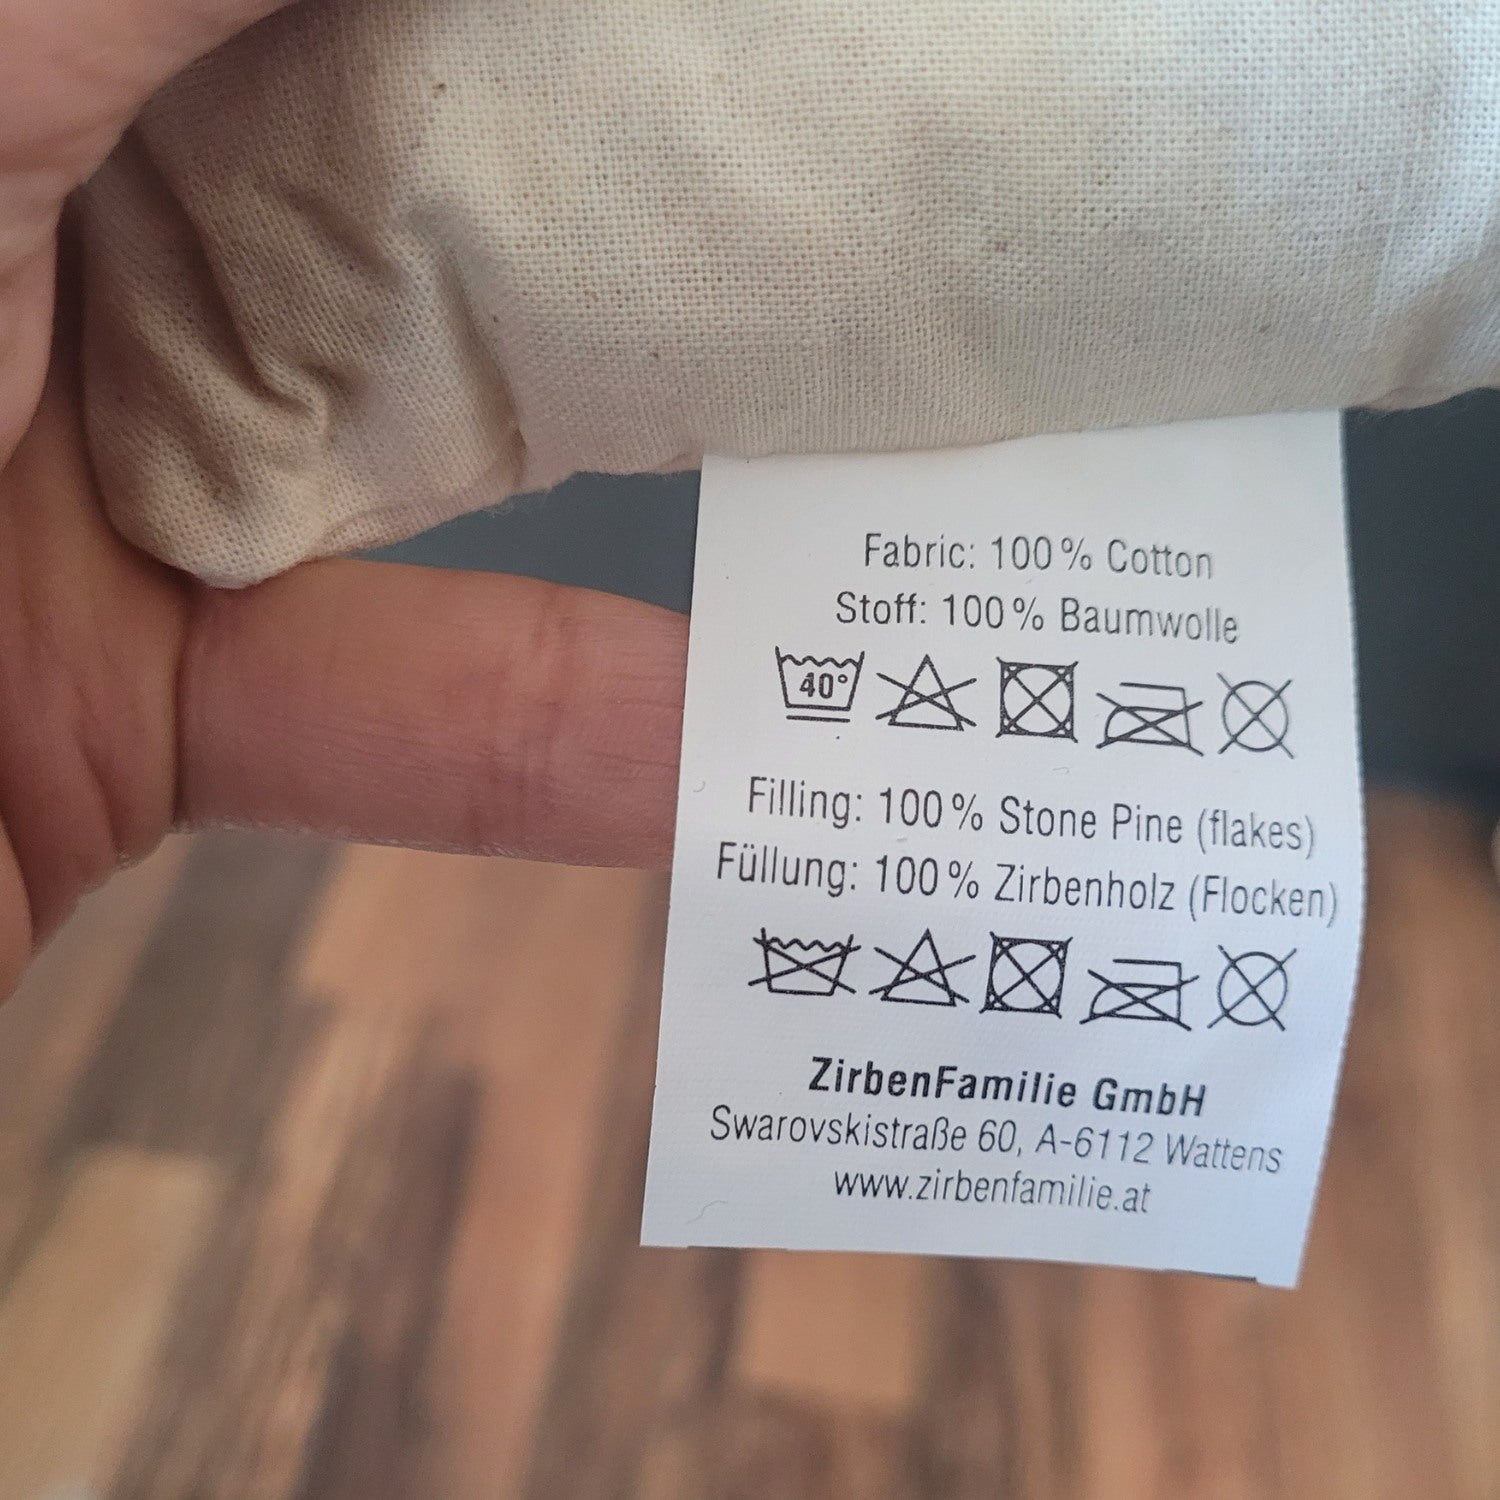 Fabric: 100 % Cotton
Stoff: 100 % Baumwolle
40°
Filling: 100 % Stone Pine (flakes)
Füllung: 100 % Zirbenholz (Flocken)
ZirbenFamilie GmbH
Swarovskistraße 60, A-6112 Wattens
www.zirbenfamilie.at